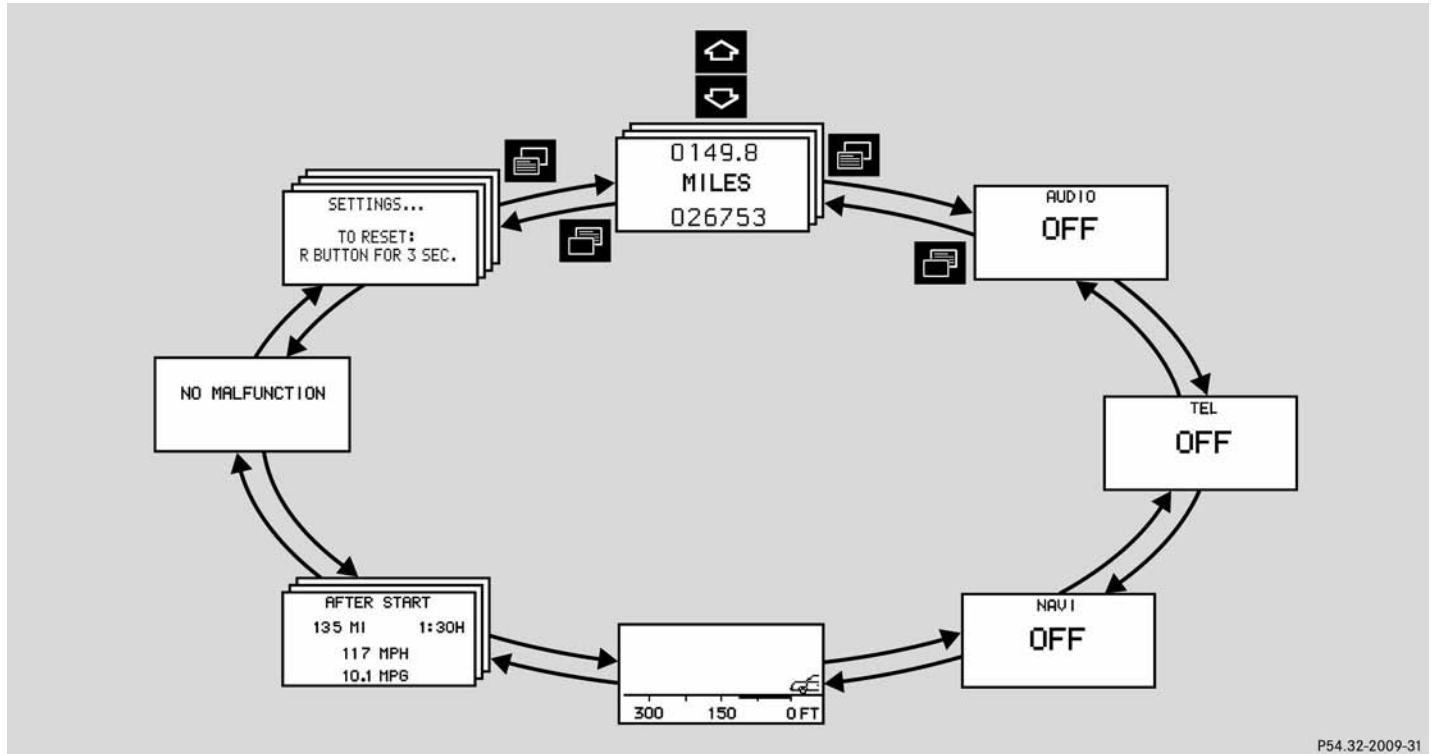 0149.8
MILES
026753
SETTINGS...
TO RESET:
R BUTTON FOR 3 SEC.
AUDIO
OFF
NO MALFUNCTION
TEL
OFF
AFTER START
135 MI 1:30H
117 MPH
10.1 MPG
300 150 0 FT
NAVI
OFF
P54.32-2009-31